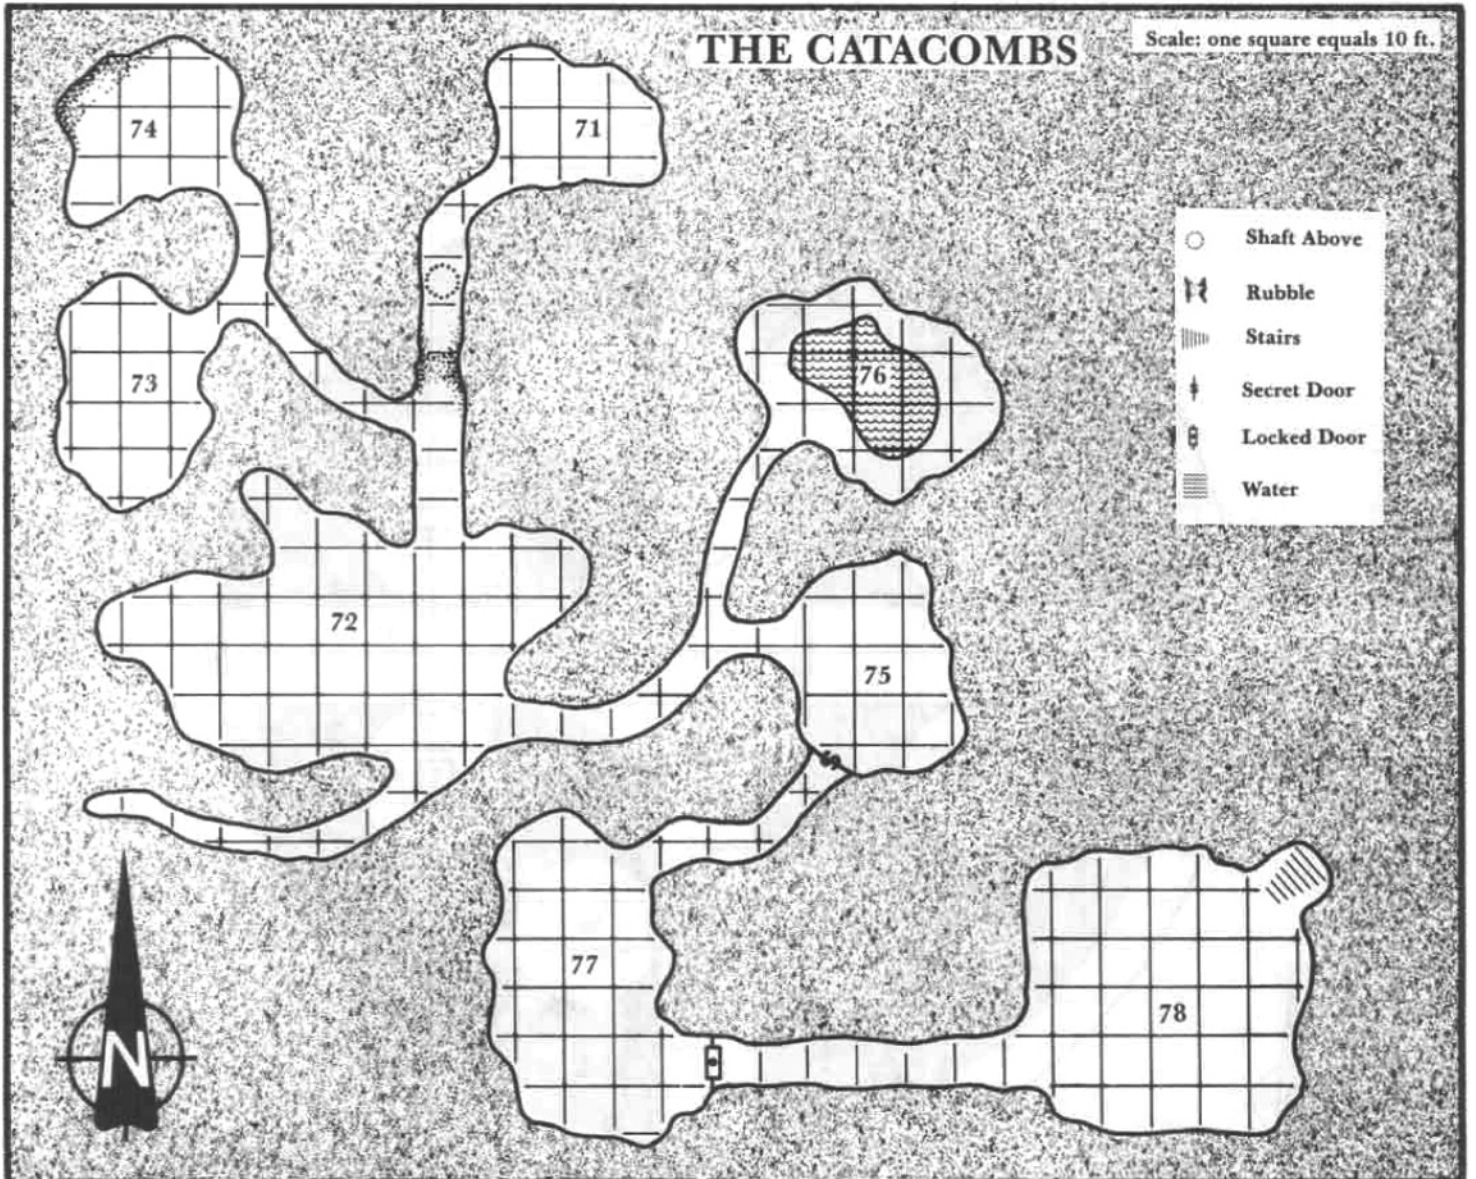 THE CATACOMBS
Scale: one square equals 10 ft.
74
71
Shaft Above
Rubble
Stairs
Secret Door
Locked Door
Water
73
76
72
75
77
78
N